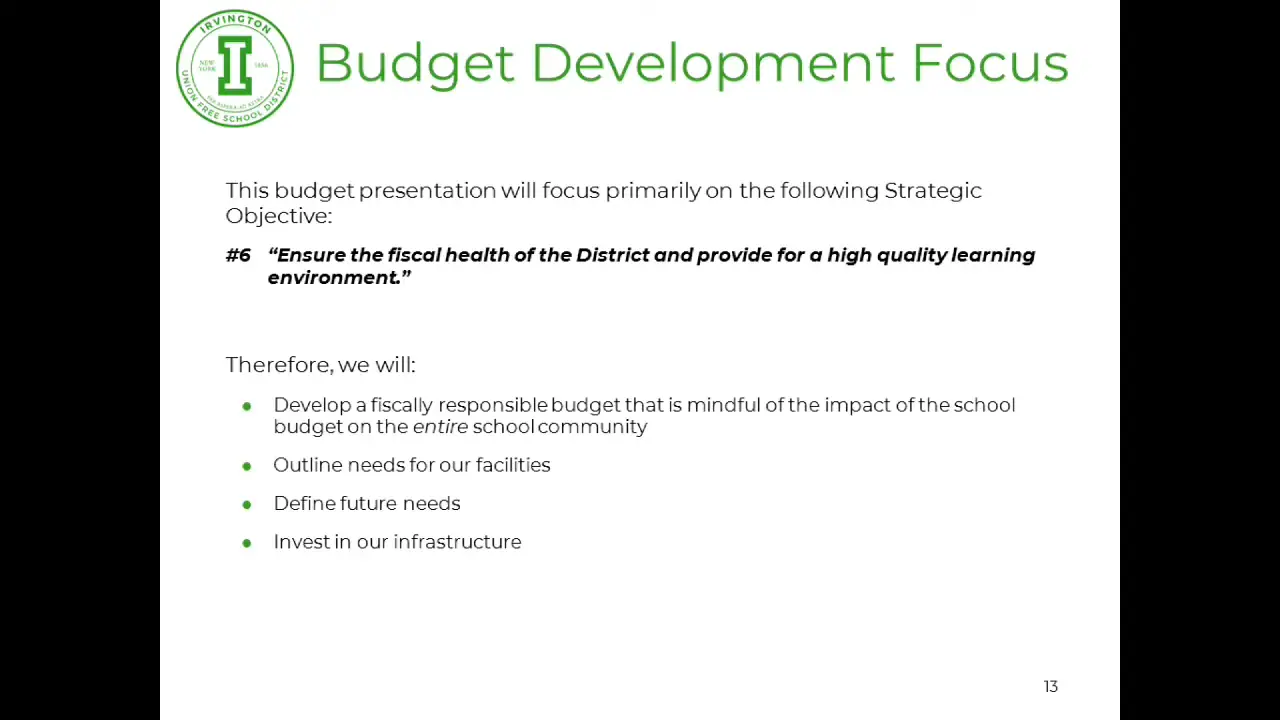 IRVINGTON
NEW YORK
1956
UNION FREE SCHOOL DISTRICT
Budget Development Focus
This budget presentation will focus primarily on the following Strategic
Objective:
#6 “Ensure the fiscal health of the District and provide for a high quality learning
environment.”
Therefore, we will:
● Develop a fiscally responsible budget that is mindful of the impact of the school
budget on the entire school community
● Outline needs for our facilities
● Define future needs
● Invest in our infrastructure
13